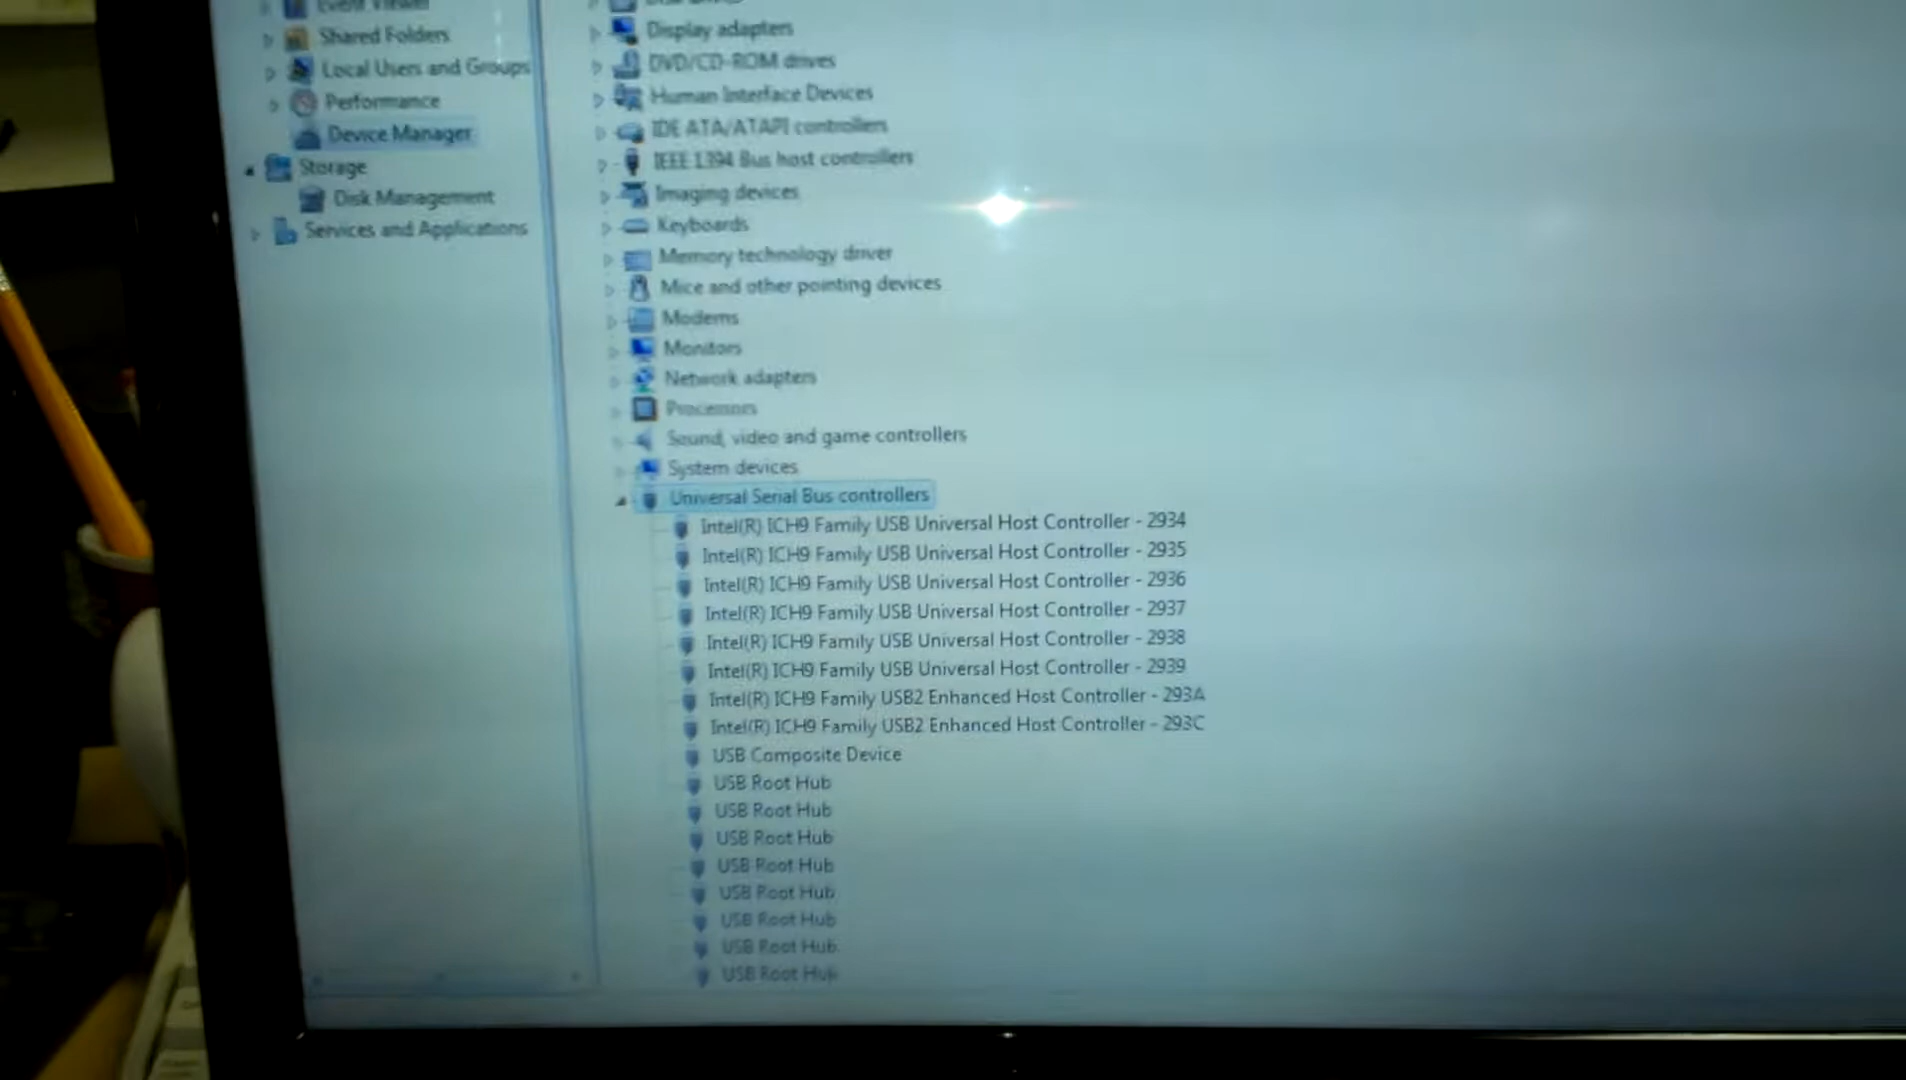 Event Viewer
Shared Folders
Local Users and Groups
Performance
Device Manager
Storage
Disk Management
Services and Applications
Display adapters
DVD/CD-ROM drives
Human Interface Devices
IDE ATA/ATAPI controllers
IEEE 1394 Bus host controllers
Imaging devices
Keyboards
Memory technology driver
Mice and other pointing devices
Modems
Monitors
Network adapters
Processors
Sound, video and game controllers
System devices
Universal Serial Bus controllers
Intel(R) ICH9 Family USB Universal Host Controller - 2934
Intel(R) ICH9 Family USB Universal Host Controller - 2935
Intel(R) ICH9 Family USB Universal Host Controller - 2936
Intel(R) ICH9 Family USB Universal Host Controller - 2937
Intel(R) ICH9 Family USB Universal Host Controller - 2938
Intel(R) ICH9 Family USB Universal Host Controller - 2939
Intel(R) ICH9 Family USB2 Enhanced Host Controller - 293A
Intel(R) ICH9 Family USB2 Enhanced Host Controller - 293C
USB Composite Device
USB Root Hub
USB Root Hub
USB Root Hub
USB Root Hub
USB Root Hub
USB Root Hub
USB Root Hub
USB Root Hub